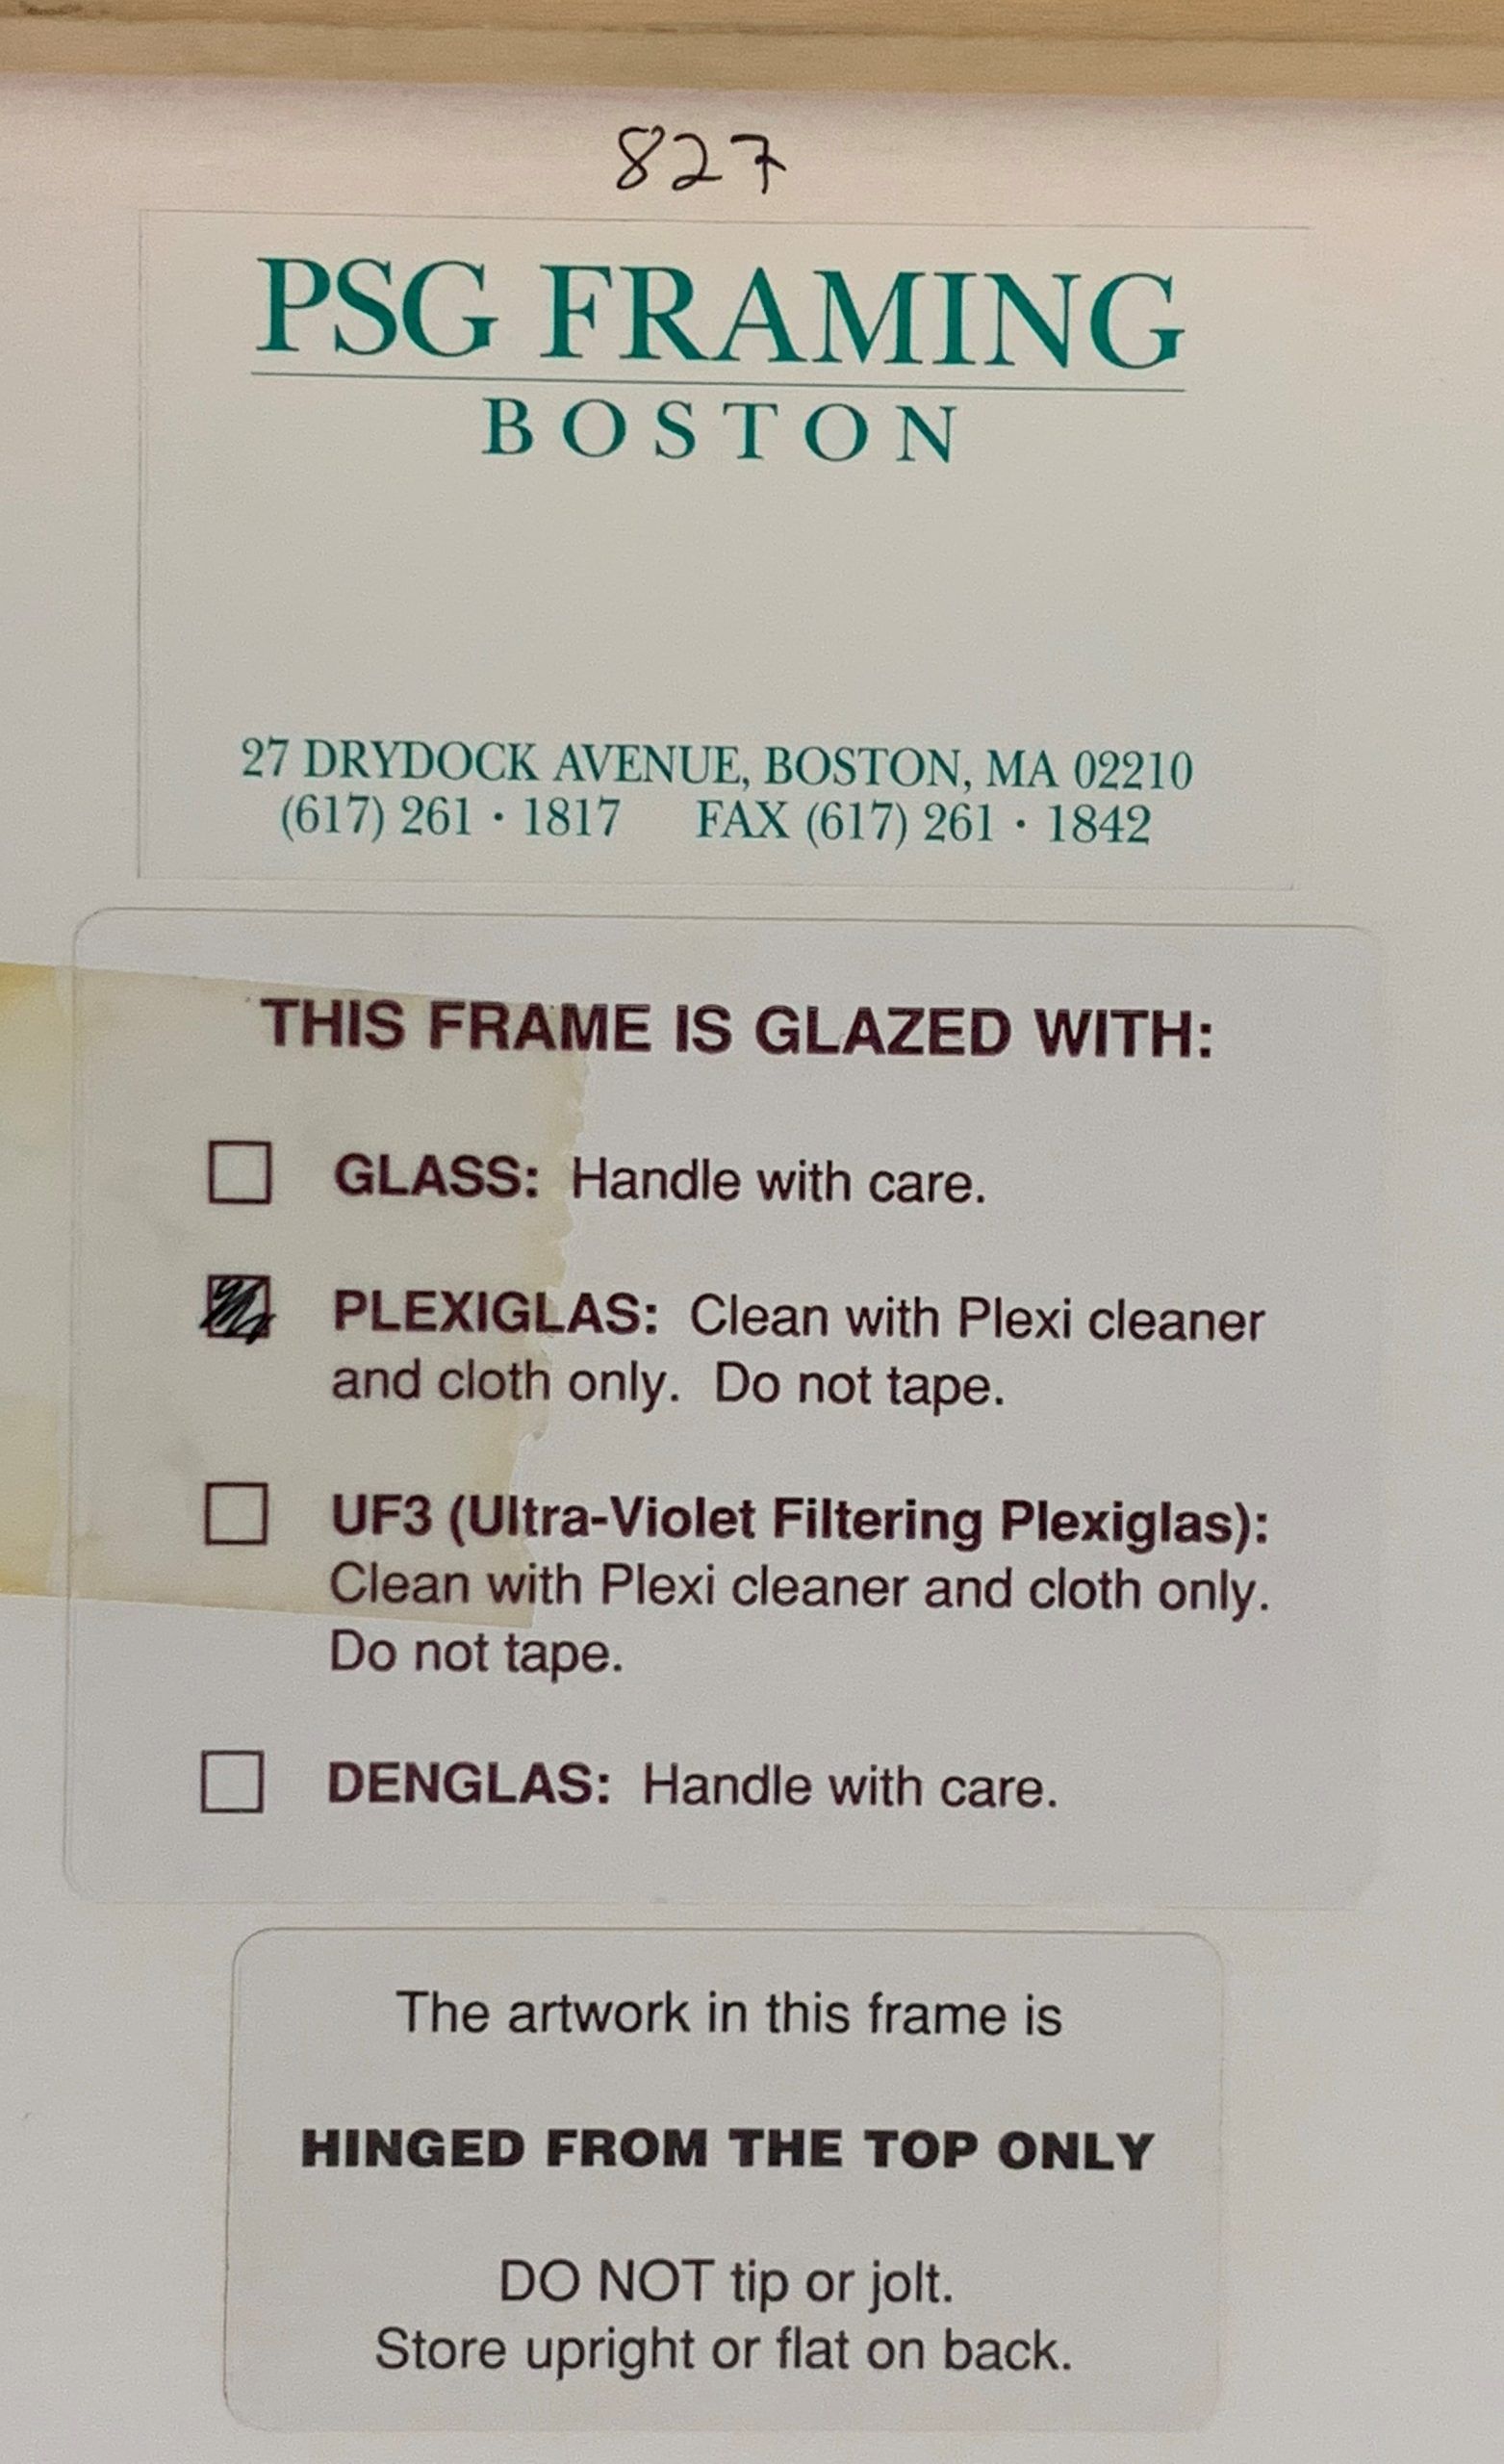 827
PSG FRAMING
BOSTON
27 DRYDOCK AVENUE, BOSTON, MA 02210
(617) 261 · 1817 FAX (617) 261 · 1842
THIS FRAME IS GLAZED WITH:
GLASS: Handle with care.
PLEXIGLAS: Clean with Plexi cleaner
and cloth only. Do not tape.
UF3 (Ultra-Violet Filtering Plexiglas):
Clean with Plexi cleaner and cloth only.
Do not tape.
DENGLAS: Handle with care.
The artwork in this frame is
HINGED FROM THE TOP ONLY
DO NOT tip or jolt.
Store upright or flat on back.